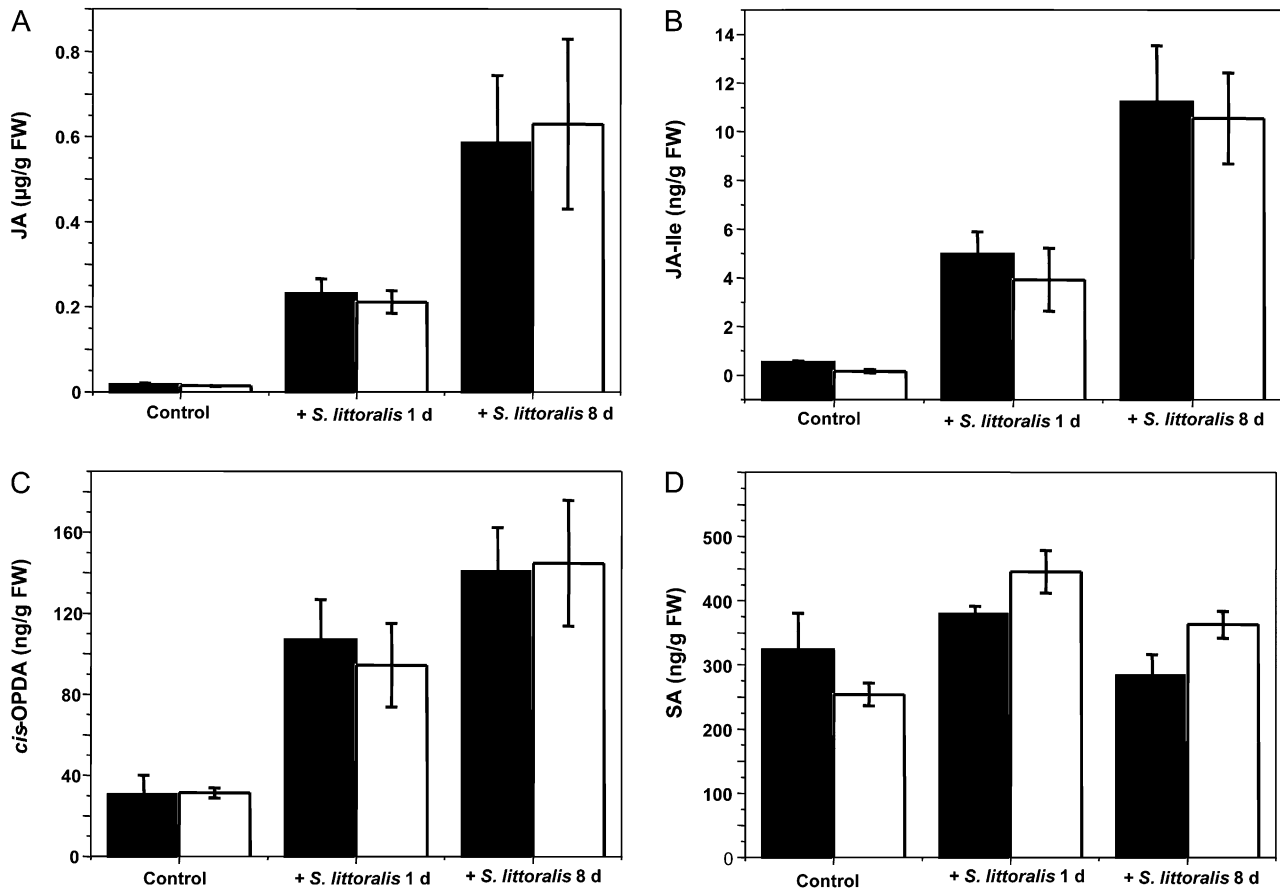 A
JA (µg/g FW)
0.8
0.6
0.4
0.2
0
Control
+ S. littoralis 1 d
+ S. littoralis 8 d
B
JA-Ile (ng/g FW)
14
12
10
8
6
4
2
0
Control
+ S. littoralis 1 d
+ S. littoralis 8 d
C
cis-OPDA (ng/g FW)
160
120
80
40
0
Control
+ S. littoralis 1 d
+ S. littoralis 8 d
D
SA (ng/g FW)
500
400
300
200
100
0
Control
+ S. littoralis 1 d
+ S. littoralis 8 d